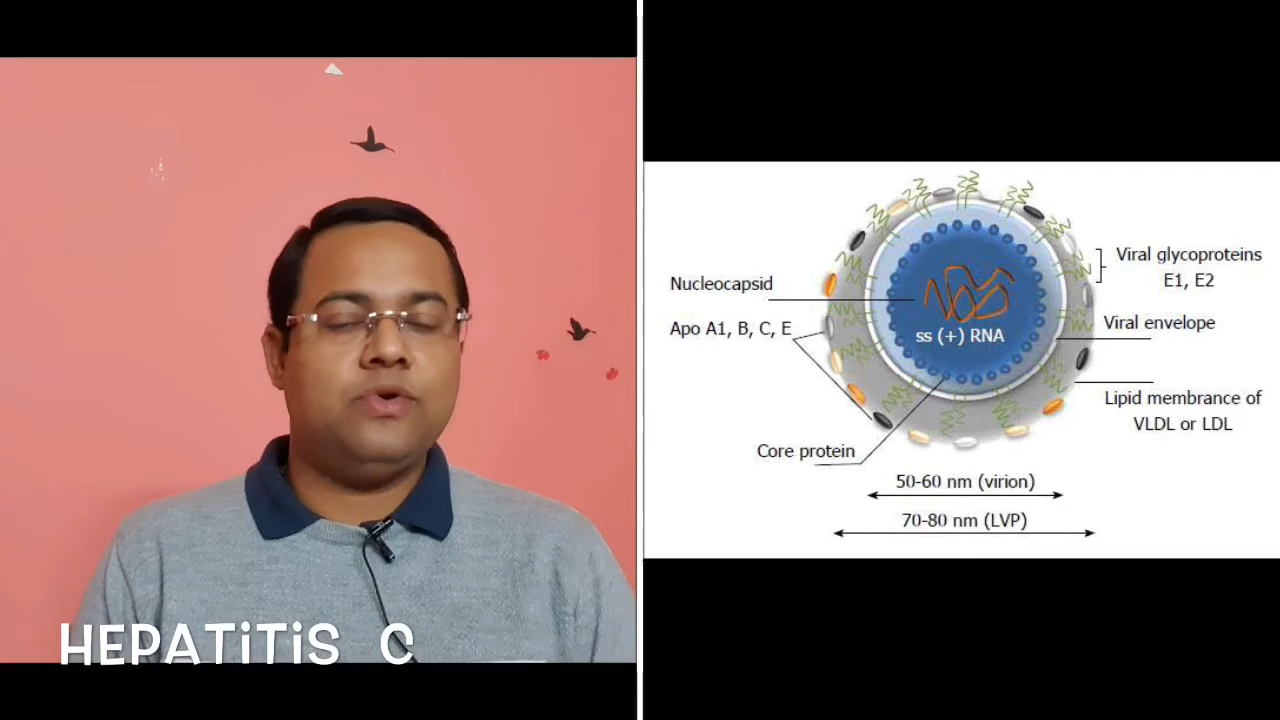 HEPATITIS C
Nucleocapsid
Apo A1, B, C, E
ss (+) RNA
Core protein
Viral glycoproteins
E1, E2
Viral envelope
Lipid membrance of
VLDL or LDL
50-60 nm (virion)
70-80 nm (LVP)